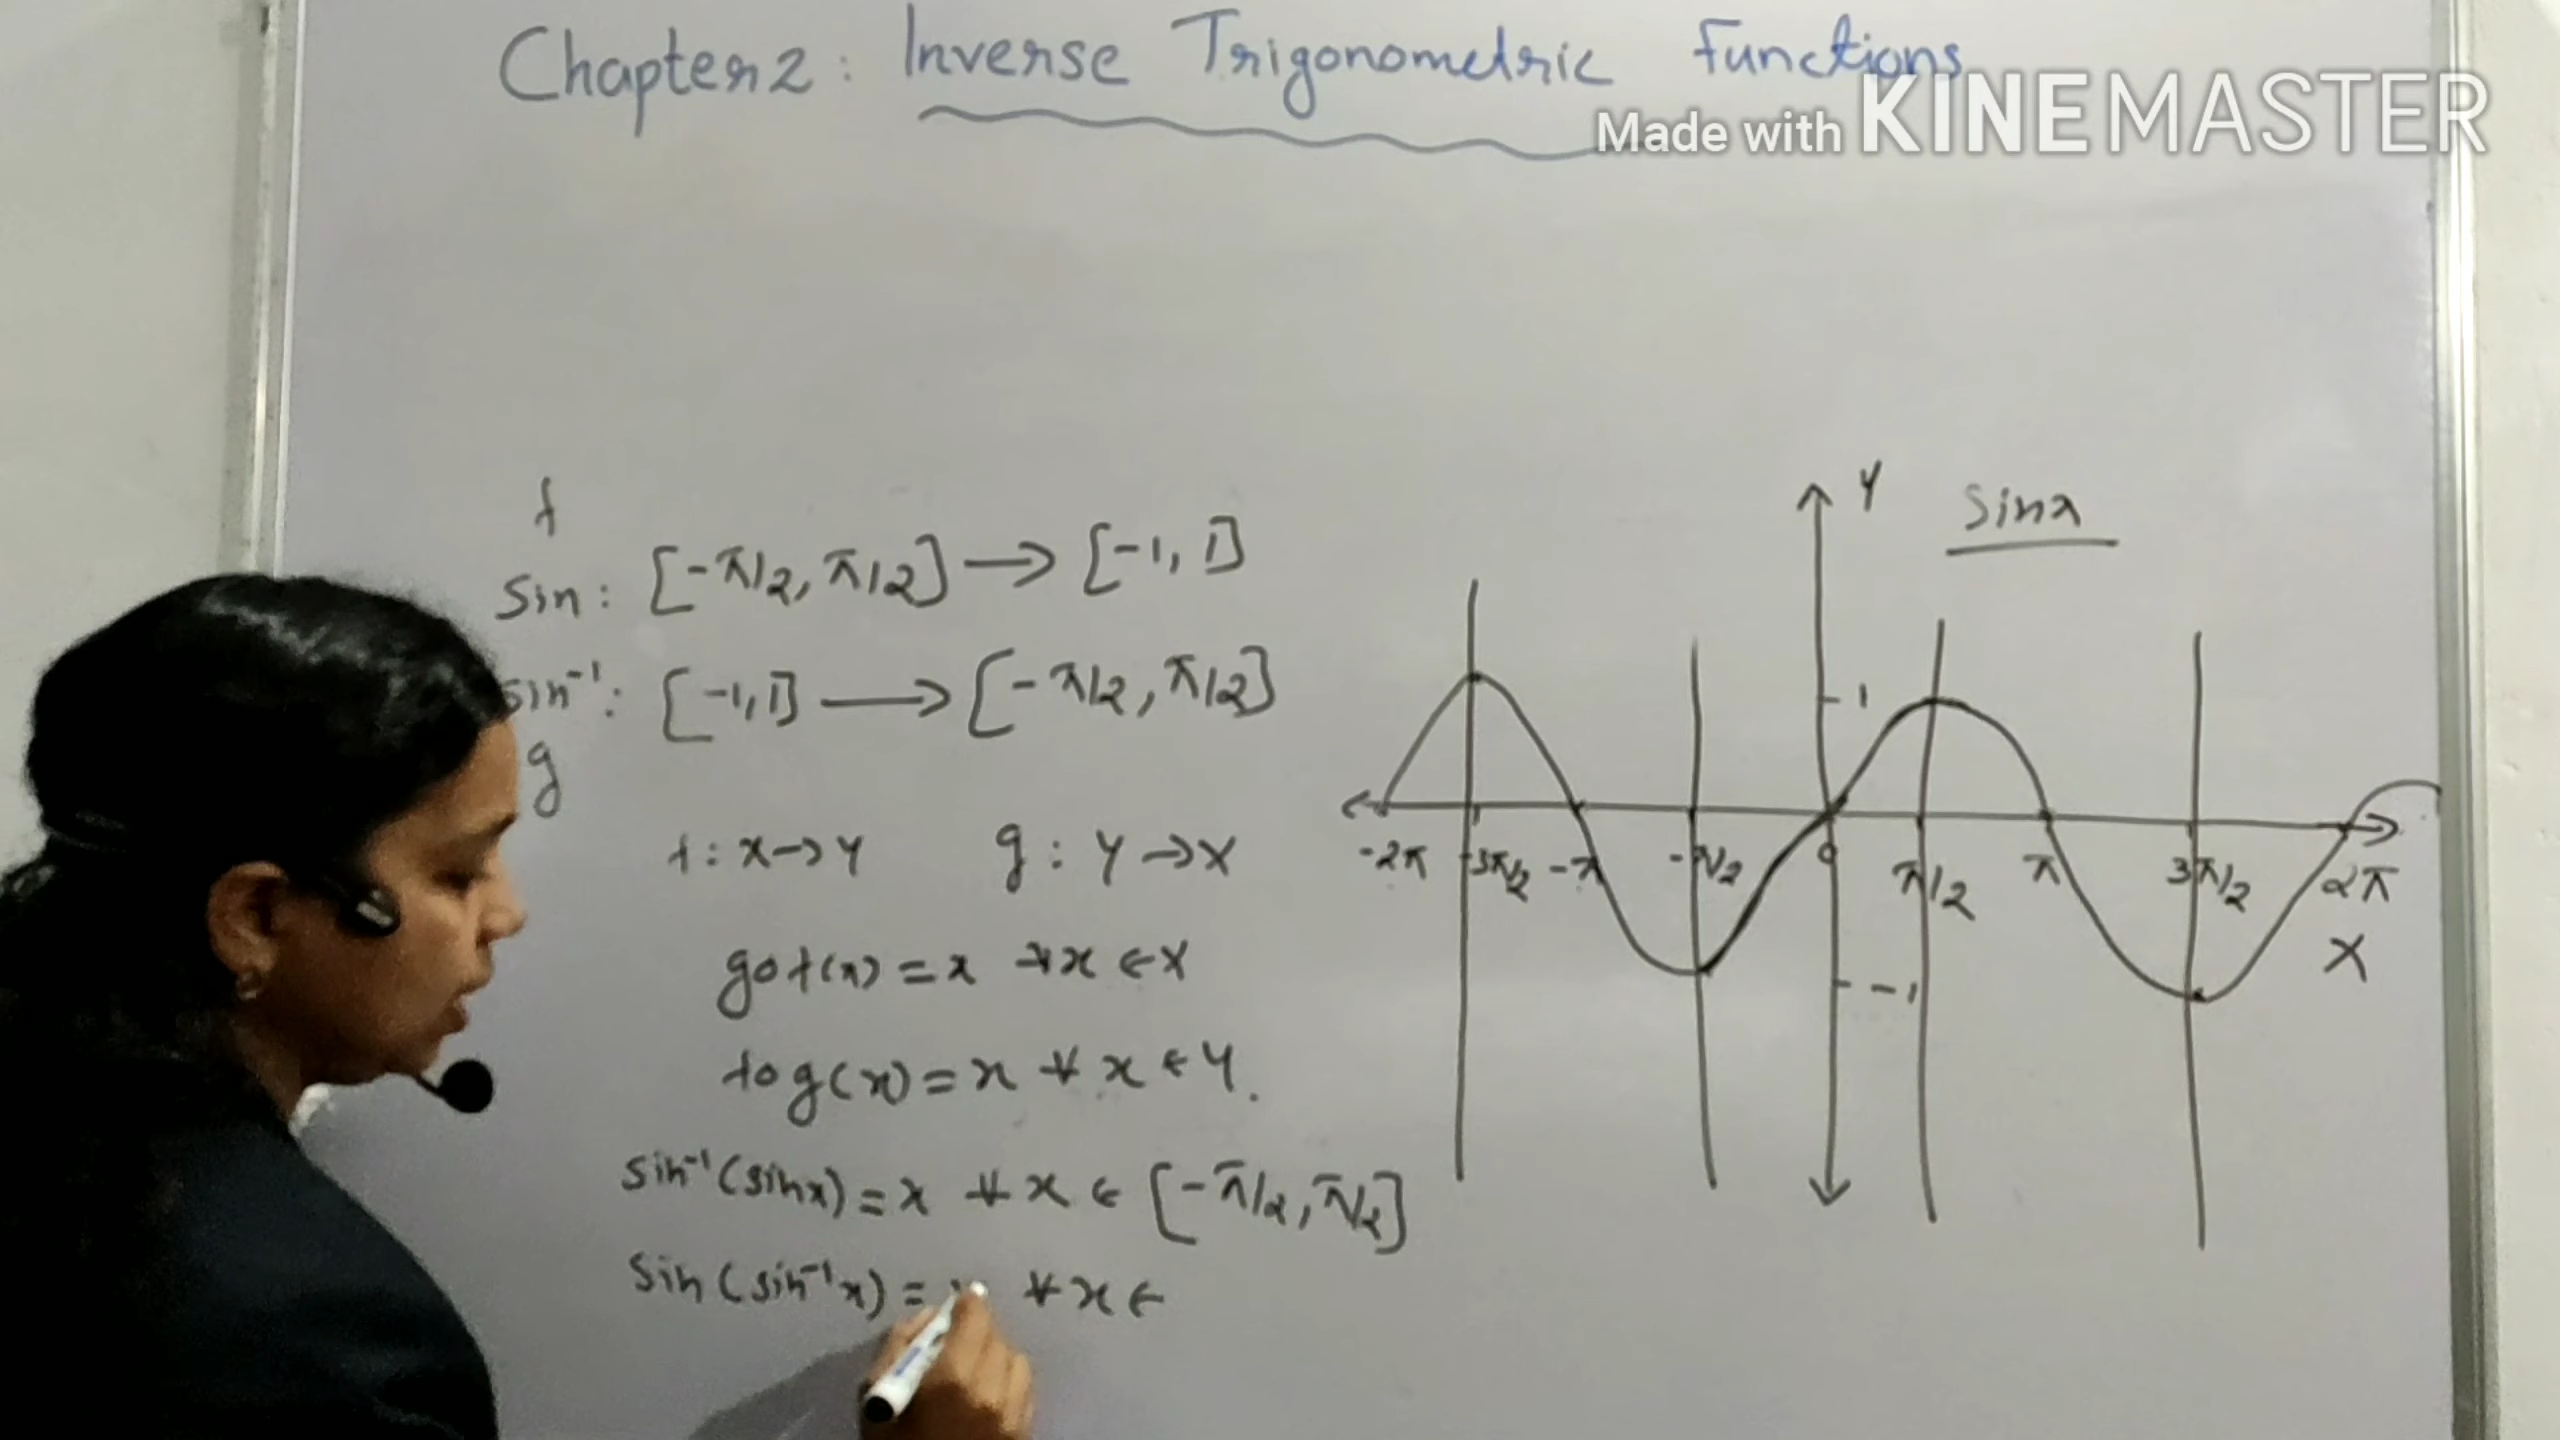 Chapter 2: Inverse Trigonometric Functions
Made with KINEMASTER
f
Sin: [-π/2, π/2] → [-1, 1]
sin⁻¹: [-1, 1] → [-π/2, π/2]
g
f: X → Y g: Y → X
gof(x) = x ∀ x ∈ X
fog(x) = x ∀ x ∈ Y.
sin⁻¹(sinx) = x ∀ x ∈ [-π/2, π/2]
Sin(sin⁻¹x) = ∀ x ∈
Y
Sinx
1
-2π -3π/2 -π -π/2 0 π/2 π 3π/2 2π
X
-1